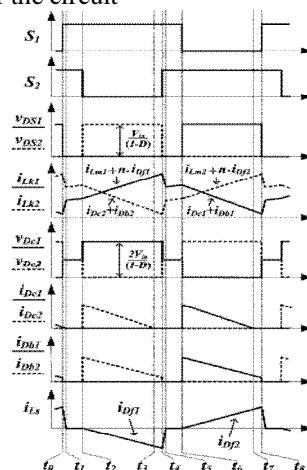 f the circuit
S1
S2
vDS1
vDS2
Vin
(1-D)
iLk1
iLk2
iLm1+n·iDf1
iLm2+n·iDf2
iDc2+iDb2
iDc1+iDb1
vDc1
vDc2
2Vin
(1-D)
iDc1
iDc2
iDb1
iDb2
iLs
iDf1
iDf2
t0 t1 t2 t3 t4 t5 t6 t7 t8